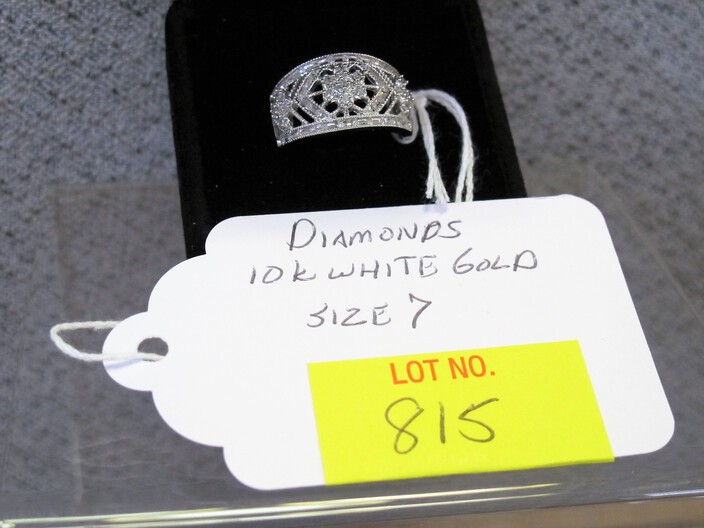 DIAMONDS
10K WHITE GOLD
SIZE 7
LOT NO.
815